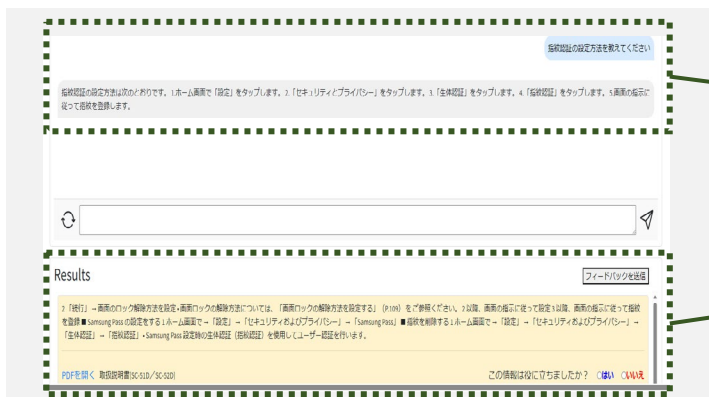 指紋認証の設定方法を教えてください
指紋認証の設定方法は次のとおりです。1.ホーム画面で「設定」をタップします。2.「セキュリティとプライバシー」をタップします。3.「生体認証」をタップします。4.「指紋認証」をタップします。5.画面の指示に
従って指紋を登録します。
Results
フィードバックを送信
2「続行」→画面のロック解除方法を設定•画面ロックの解除方法については、「画面ロックの解除方法を設定する」(P.109)をご参照ください。2以降、画面の指示に従って設定3以降、画面の指示に従って指紋
を登録■Samsung Passの設定をする1ホーム画面で→「設定」→「セキュリティおよびプライバシー」→「Samsung Pass」■指紋を削除する1ホーム画面で→「設定」→「セキュリティおよびプライバシー」→
「生体認証」→「指紋認証」•Samsung Pass設定時の生体認証(指紋認証)を使用してユーザー認証を行います。
PDFを開く 取扱説明書(SC-51D/SC-52D) この情報は役に立ちましたか? ○はい ○いいえ